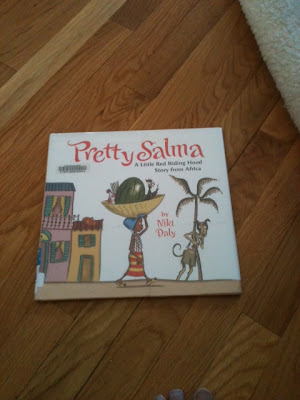 Pretty Salma
A Little Red Riding Hood
Story from Africa
by
Niki
Daly